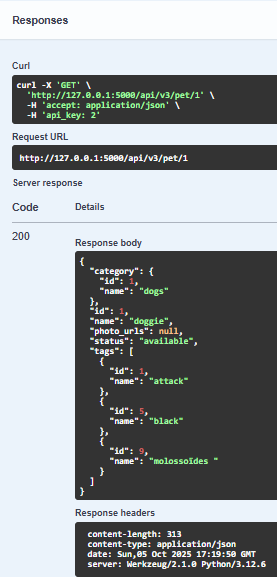 Responses
Curl
curl -X 'GET' \
  'http://127.0.0.1:5000/api/v3/pet/1' \
  -H 'accept: application/json' \
  -H 'api_key: 2'
Request URL
http://127.0.0.1:5000/api/v3/pet/1
Server response
Code Details
200
Response body
{
  "category": {
    "id": 1,
    "name": "dogs"
  },
  "id": 1,
  "name": "doggie",
  "photo_urls": null,
  "status": "available",
  "tags": [
    {
      "id": 1,
      "name": "attack"
    },
    {
      "id": 5,
      "name": "black"
    },
    {
      "id": 9,
      "name": "molossoïdes "
    }
  ]
}
Response headers
content-length: 313
content-type: application/json
date: Sun,05 Oct 2025 17:19:50 GMT
server: Werkzeug/2.1.0 Python/3.12.6